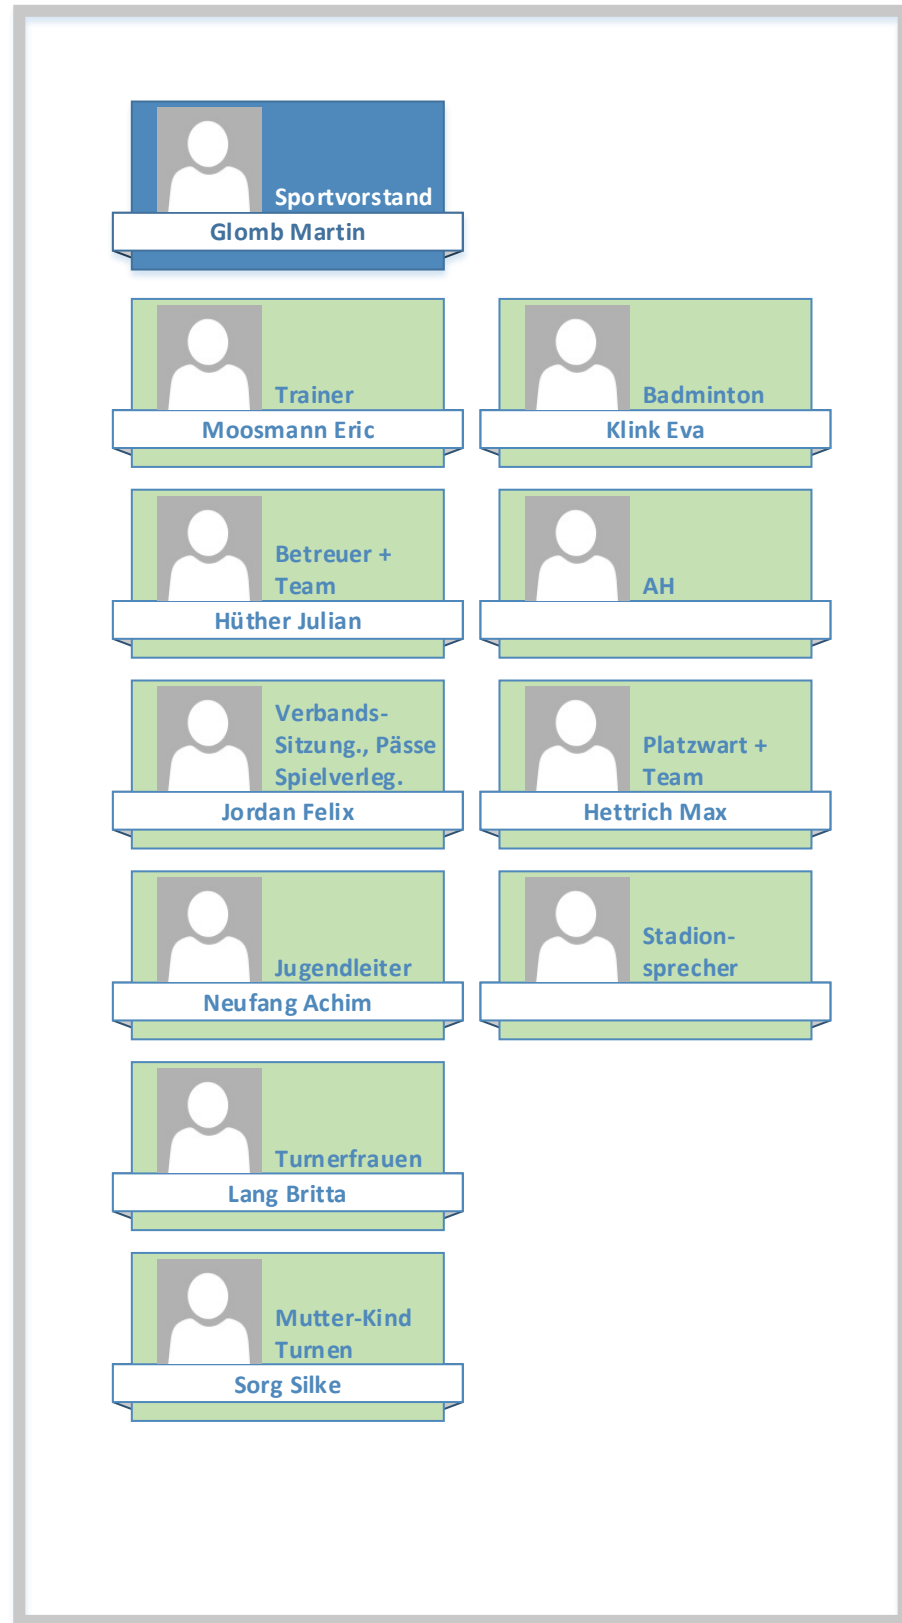 Sportvorstand
Glomb Martin
Trainer
Moosmann Eric
Badminton
Klink Eva
Betreuer +
Team
Hüther Julian
AH
Verbands-
Sitzung., Pässe
Spielverleg.
Jordan Felix
Platzwart +
Team
Hettrich Max
Jugendleiter
Neufang Achim
Stadion-
sprecher
Turnerfrauen
Lang Britta
Mutter-Kind
Turnen
Sorg Silke